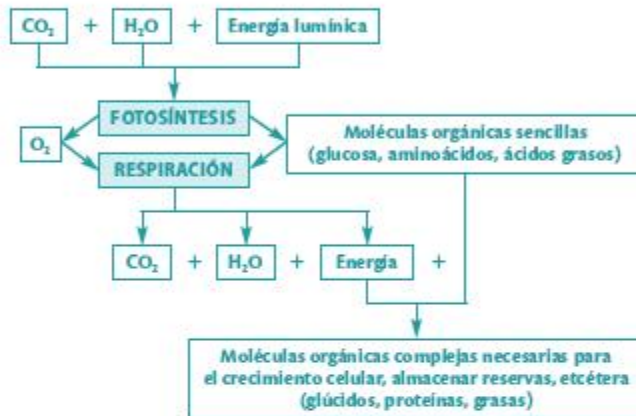 CO₂ + H₂O + Energía lumínica
FOTOSÍNTESIS
O₂
Moléculas orgánicas sencillas
(glucosa, aminoácidos, ácidos grasos)
RESPIRACIÓN
CO₂ + H₂O + Energía +
Moléculas orgánicas complejas necesarias para
el crecimiento celular, almacenar reservas, etcétera
(glúcidos, proteínas, grasas)